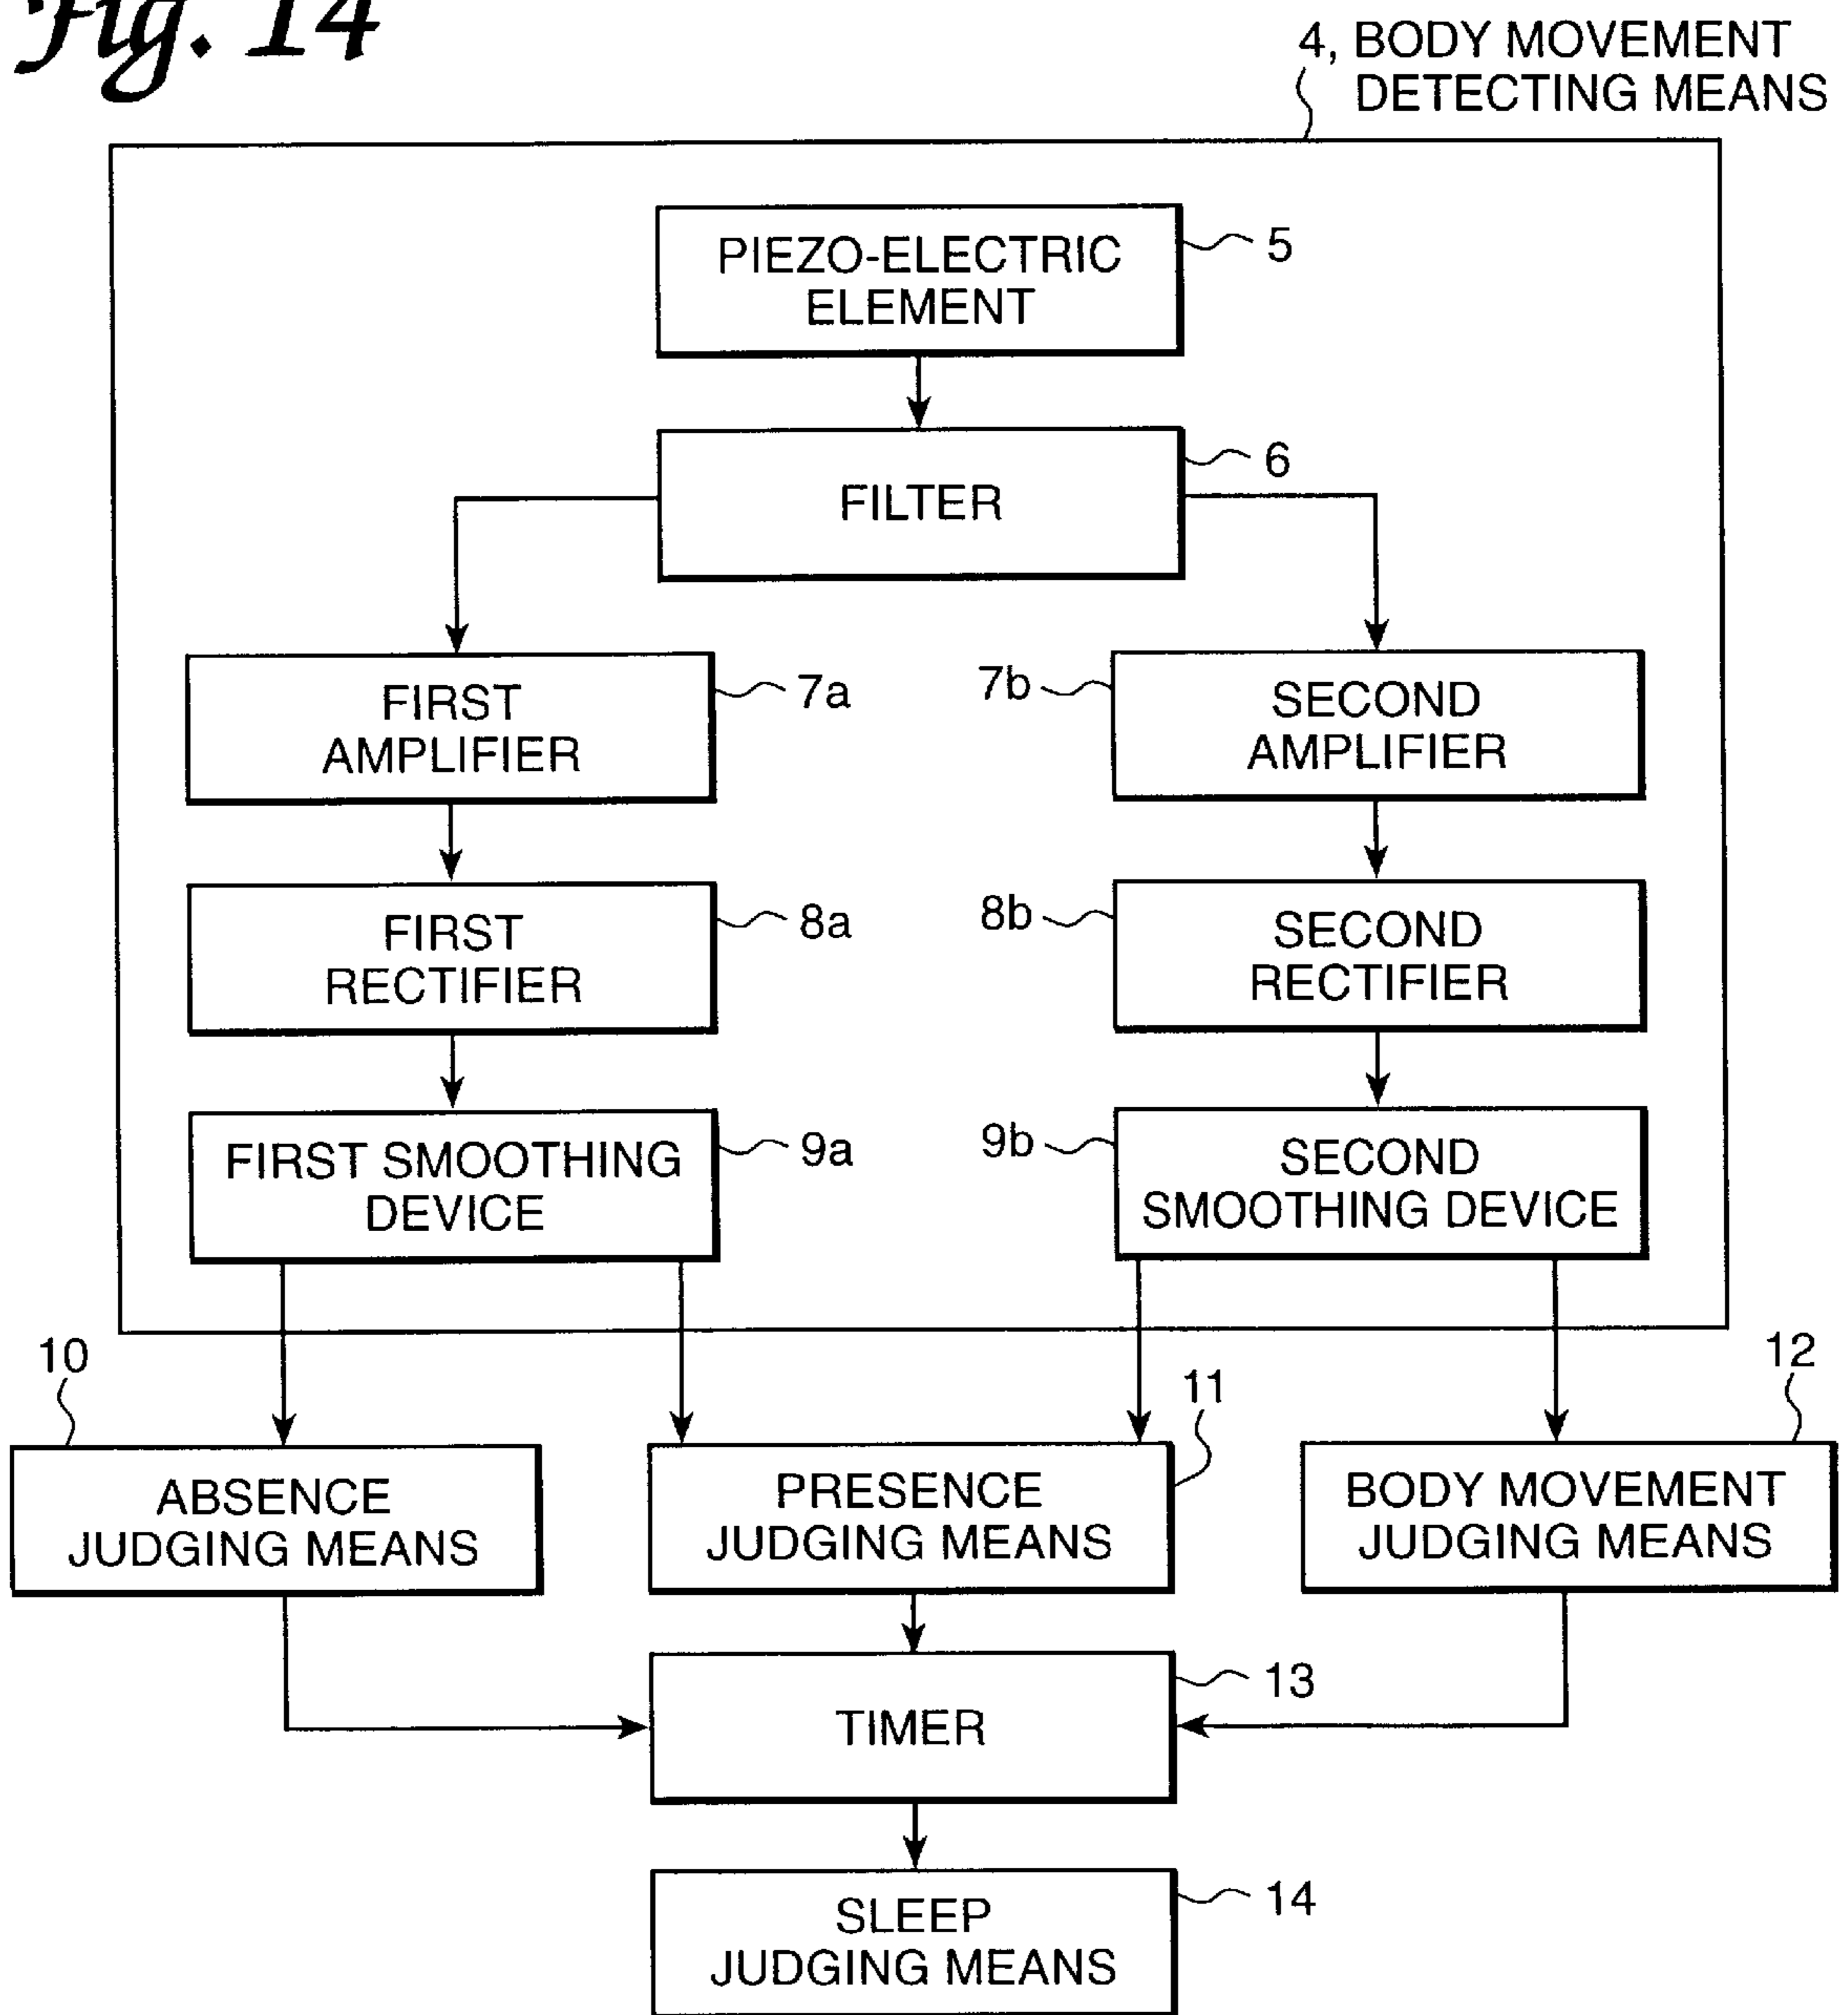 Fig. 14
4, BODY MOVEMENT
DETECTING MEANS
PIEZO-ELECTRIC
ELEMENT
5
FILTER
6
FIRST
AMPLIFIER
7a
7b
SECOND
AMPLIFIER
FIRST
RECTIFIER
8a
8b
SECOND
RECTIFIER
FIRST SMOOTHING
DEVICE
9a
9b
SECOND
SMOOTHING DEVICE
10
11
12
ABSENCE
JUDGING MEANS
PRESENCE
JUDGING MEANS
BODY MOVEMENT
JUDGING MEANS
TIMER
13
SLEEP
JUDGING MEANS
14